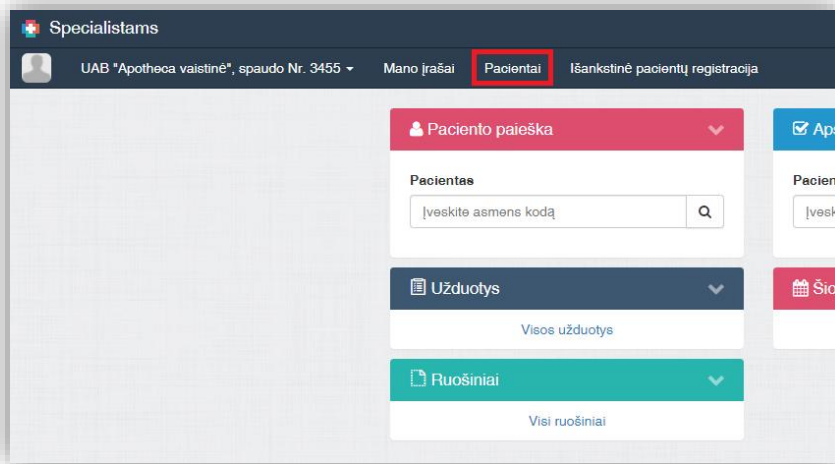 Specialistams
UAB "Apotheca vaistinė", spaudo Nr. 3455 Mano įrašai Pacientai Išankstinė pacientų registracija
Paciento paieška
Pacientas
Įveskite asmens kodą
Užduotys
Visos užduotys
Ruošiniai
Visi ruošiniai